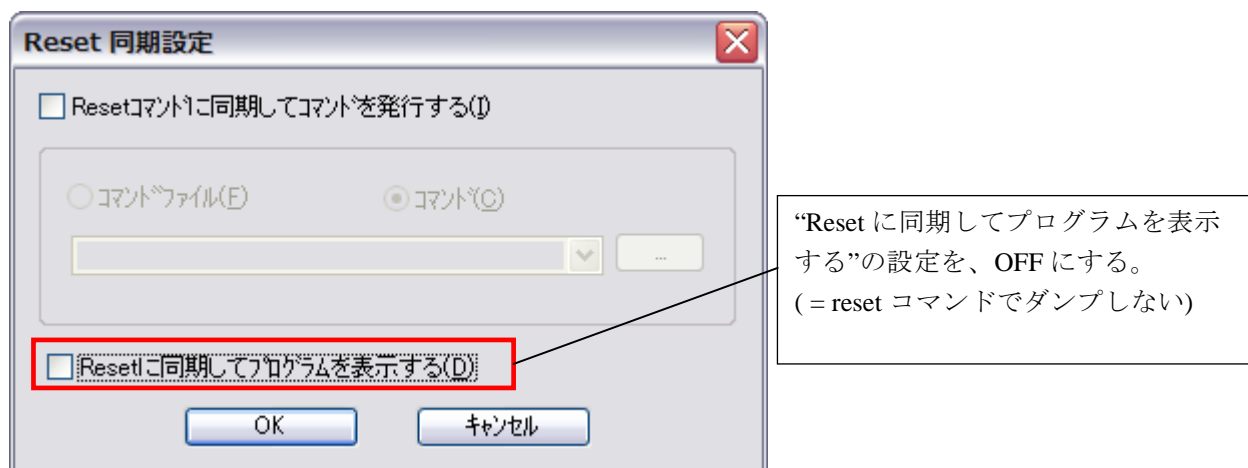 Reset 同期設定
Resetｺﾏﾝﾄﾞに同期してｺﾏﾝﾄﾞを発行する(I)
ｺﾏﾝﾄﾞﾌｧｲﾙ(F)
ｺﾏﾝﾄﾞ(C)
...
“Reset に同期してプログラムを表示
する”の設定を、OFF にする。
( = reset コマンドでダンプしない)
Resetに同期してﾌﾟﾛｸﾞﾗﾑを表示する(D)
OK
ｷｬﾝｾﾙ